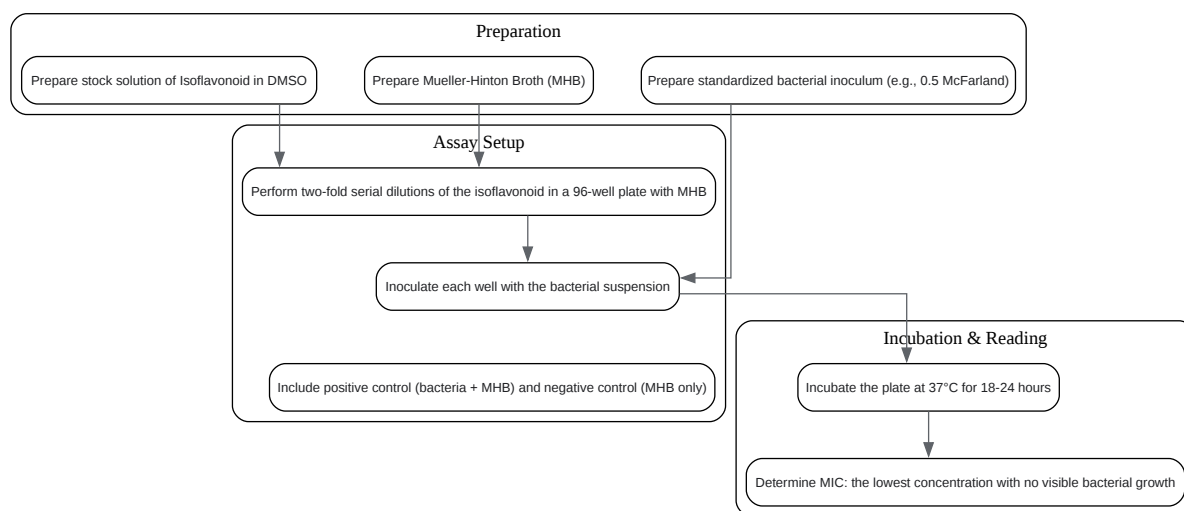 Preparation
Prepare stock solution of Isoflavonoid in DMSO
Prepare Mueller-Hinton Broth (MHB)
Prepare standardized bacterial inoculum (e.g., 0.5 McFarland)
Assay Setup
Perform two-fold serial dilutions of the isoflavonoid in a 96-well plate with MHB
Inoculate each well with the bacterial suspension
Include positive control (bacteria + MHB) and negative control (MHB only)
Incubation & Reading
Incubate the plate at 37°C for 18-24 hours
Determine MIC: the lowest concentration with no visible bacterial growth